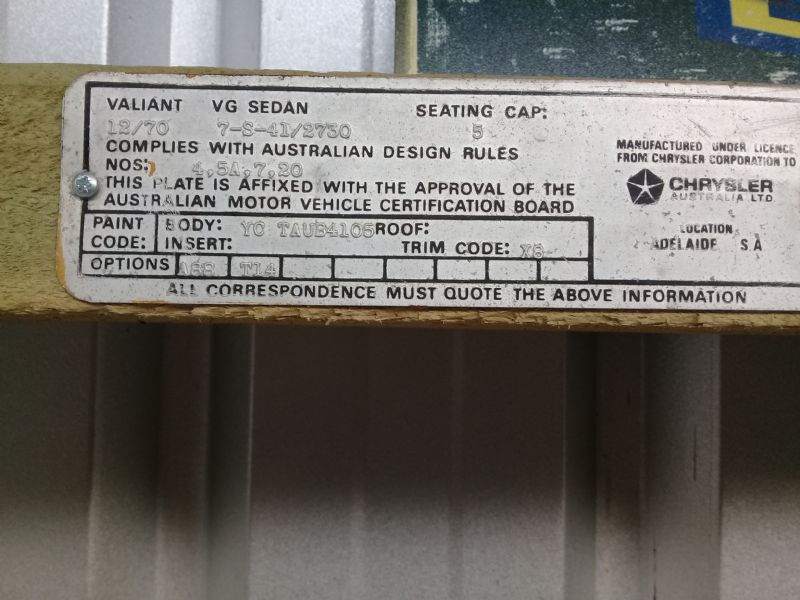 VALIANT VG SEDAN SEATING CAP:
12/70 7-S-41/2730 5
COMPLIES WITH AUSTRALIAN DESIGN RULES
NOS: 4,5A,7,20
THIS PLATE IS AFFIXED WITH THE APPROVAL OF THE
AUSTRALIAN MOTOR VEHICLE CERTIFICATION BOARD
PAINT CODE: BODY: YC TAUB4105 ROOF:
INSERT: TRIM CODE: X8
OPTIONS A88 T14
ALL CORRESPONDENCE MUST QUOTE THE ABOVE INFORMATION
MANUFACTURED UNDER LICENCE
FROM CHRYSLER CORPORATION TO
CHRYSLER
AUSTRALIA LTD
LOCATION
ADELAIDE S A